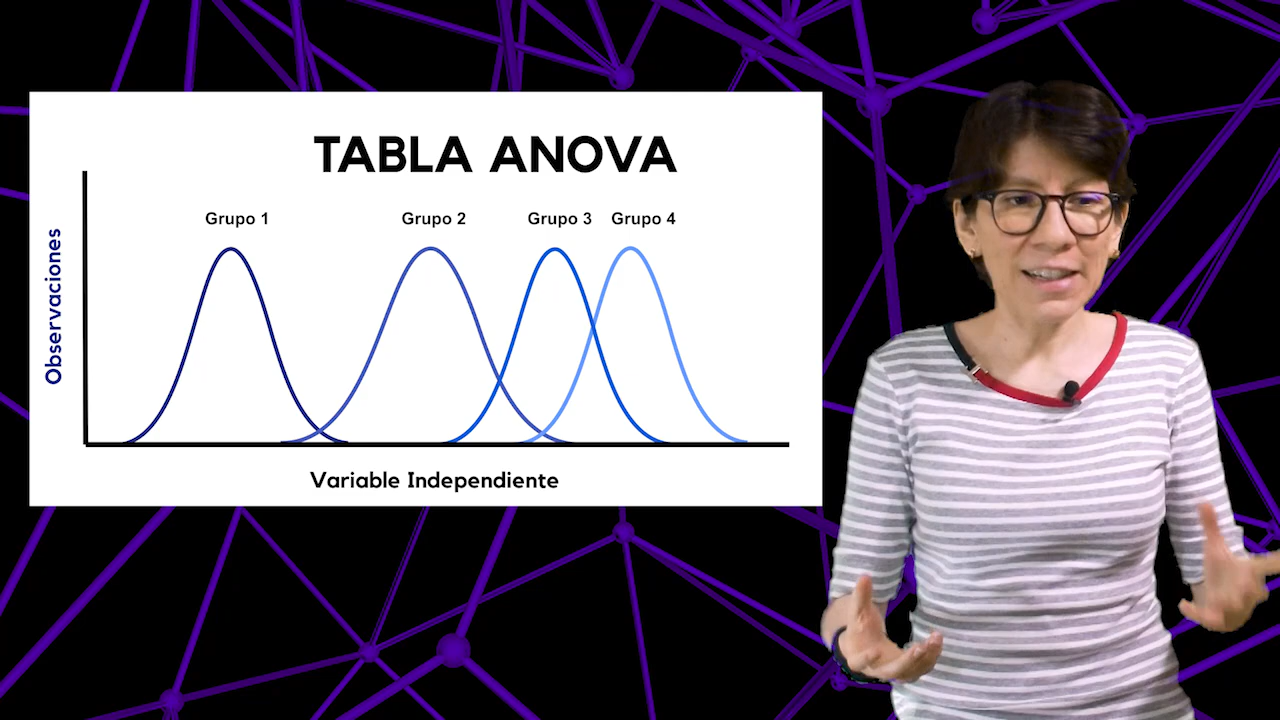 TABLA ANOVA
Grupo 1
Grupo 2
Grupo 3
Grupo 4
Observaciones
Variable Independiente